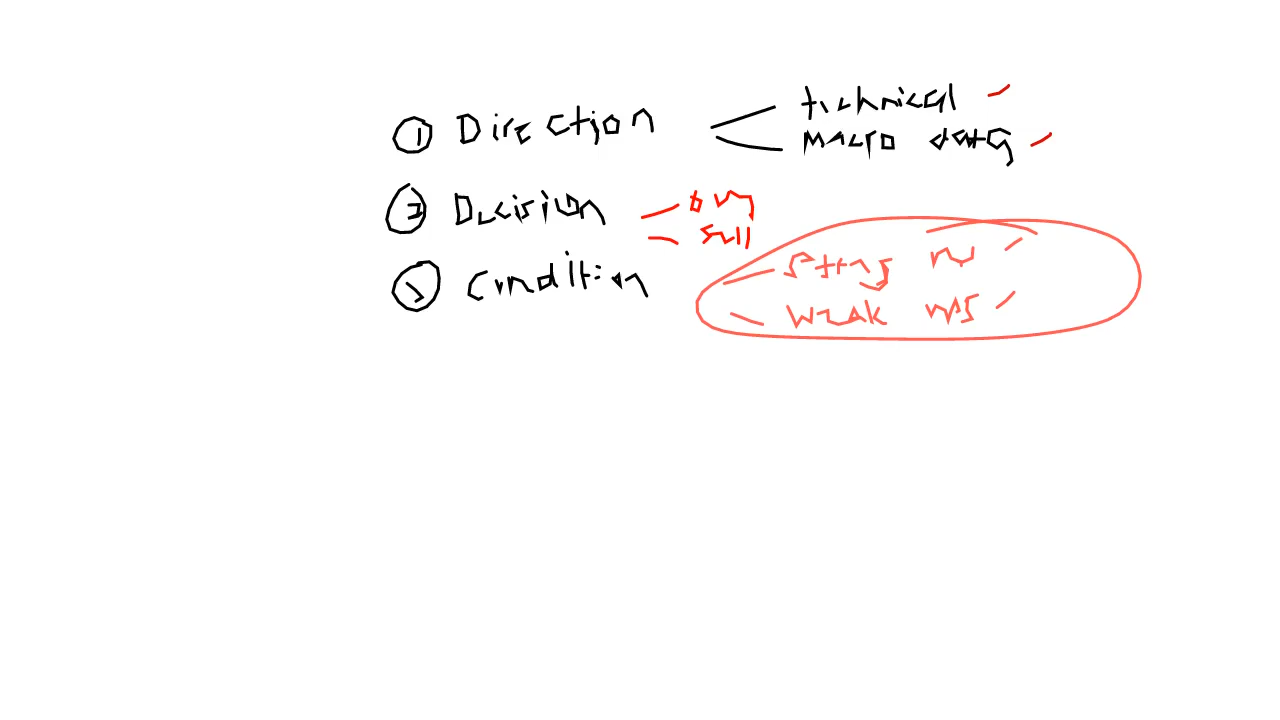 ① Direction technical
macro data
② Decision buy
sell
③ Condition strong
weak